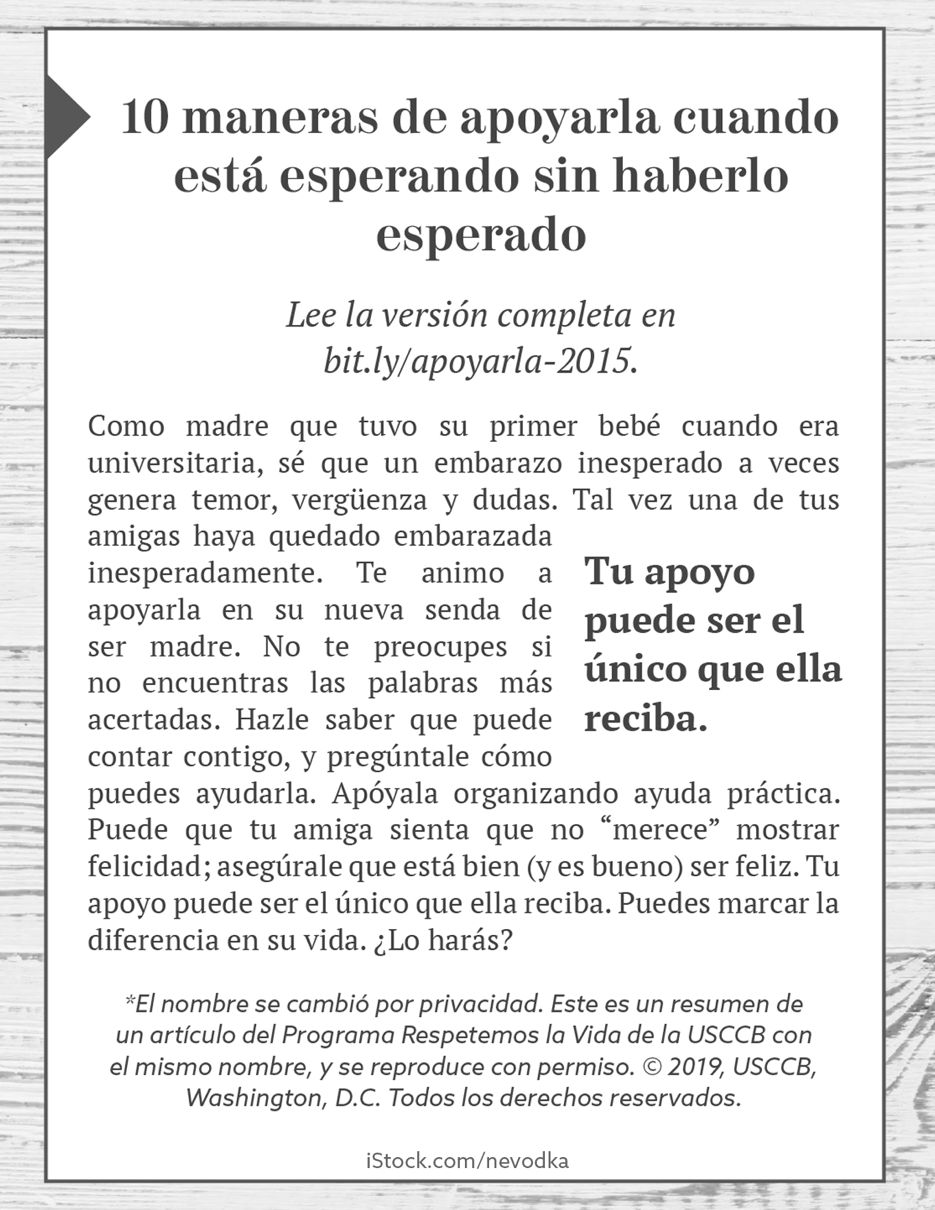 10 maneras de apoyarla cuando
está esperando sin haberlo
esperado
Lee la versión completa en
bit.ly/apoyarla-2015.
Como madre que tuvo su primer bebé cuando era
universitaria, sé que un embarazo inesperado a veces
genera temor, vergüenza y dudas. Tal vez una de tus
amigas haya quedado embarazada
inesperadamente. Te animo a
apoyarla en su nueva senda de
ser madre. No te preocupes si
no encuentras las palabras más
acertadas. Hazle saber que puede
contar contigo, y pregúntale cómo
puedes ayudarla. Apóyala organizando ayuda práctica.
Puede que tu amiga sienta que no “merece” mostrar
felicidad; asegúrale que está bien (y es bueno) ser feliz. Tu
apoyo puede ser el único que ella reciba. Puedes marcar la
diferencia en su vida. ¿Lo harás?
Tu apoyo
puede ser el
único que ella
reciba.
*El nombre se cambió por privacidad. Este es un resumen de
un artículo del Programa Respetemos la Vida de la USCCB con
el mismo nombre, y se reproduce con permiso. © 2019, USCCB,
Washington, D.C. Todos los derechos reservados.
iStock.com/nevodka